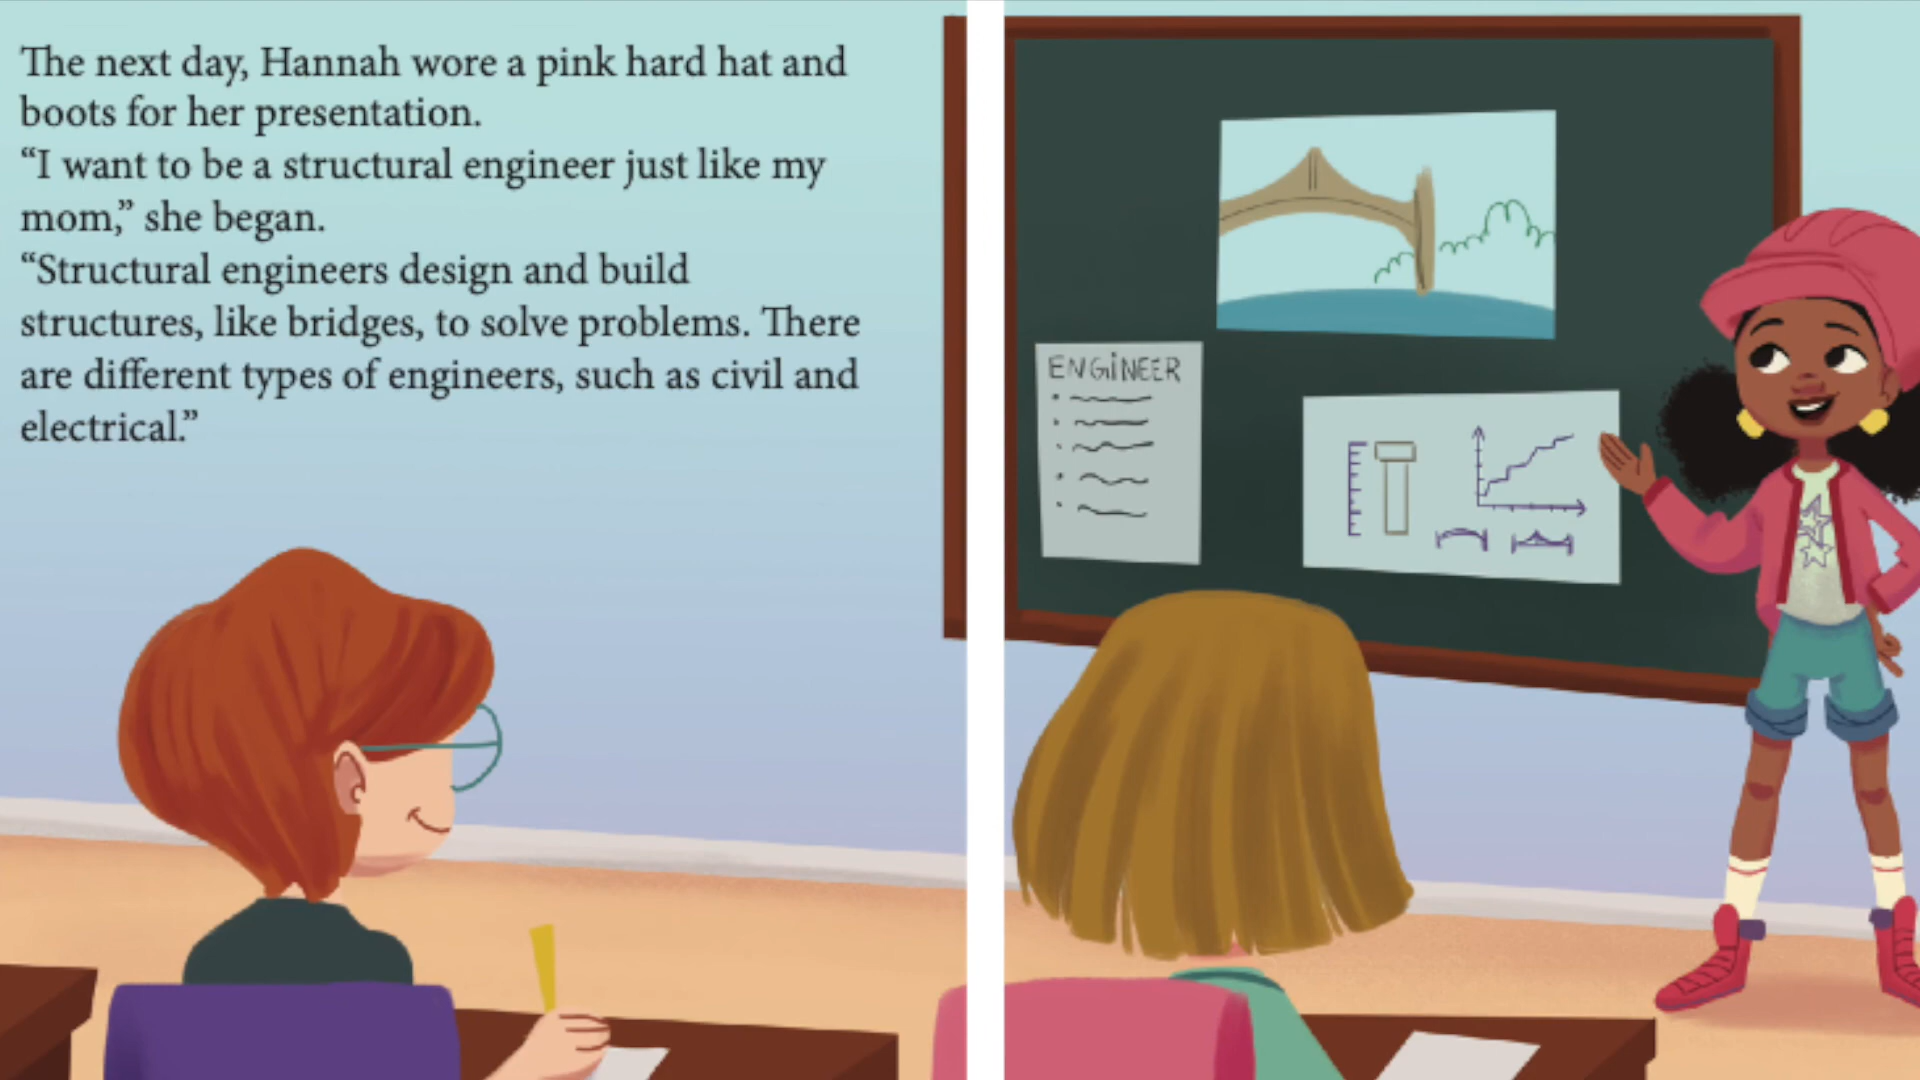 The next day, Hannah wore a pink hard hat and
boots for her presentation.
“I want to be a structural engineer just like my
mom,” she began.
“Structural engineers design and build
structures, like bridges, to solve problems. There
are different types of engineers, such as civil and
electrical.”
ENGINEER